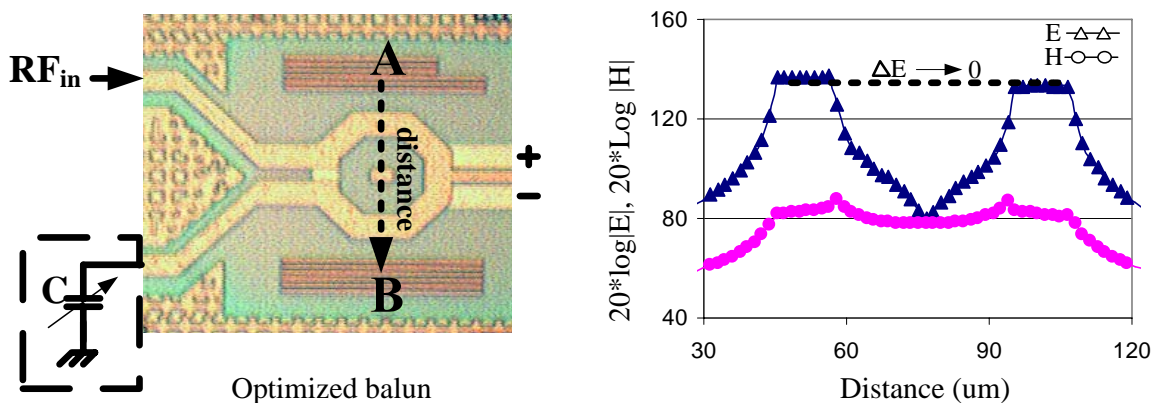 RFin
A
distance
B
+
−
C
Optimized balun
20*log|E|, 20*Log |H|
160
120
80
40
30
60
90
120
Distance (um)
E
H
ΔE → 0